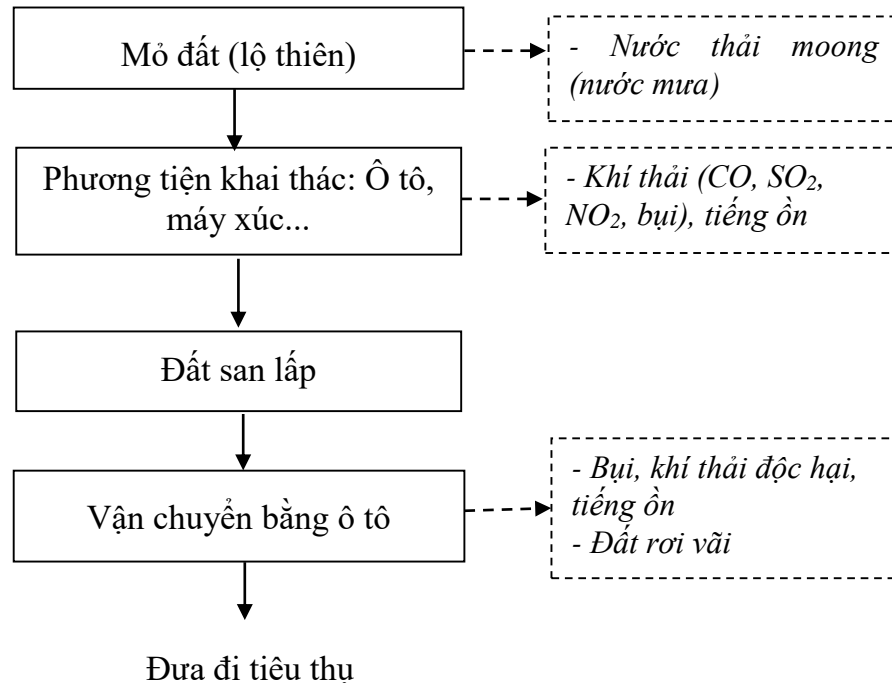 Mỏ đất (lộ thiên)
- Nước thải moong
(nước mưa)
Phương tiện khai thác: Ô tô,
máy xúc...
- Khí thải (CO, SO₂,
NO₂, bụi), tiếng ồn
Đất san lấp
Vận chuyển bằng ô tô
- Bụi, khí thải độc hại,
tiếng ồn
- Đất rơi vãi
Đưa đi tiêu thụ